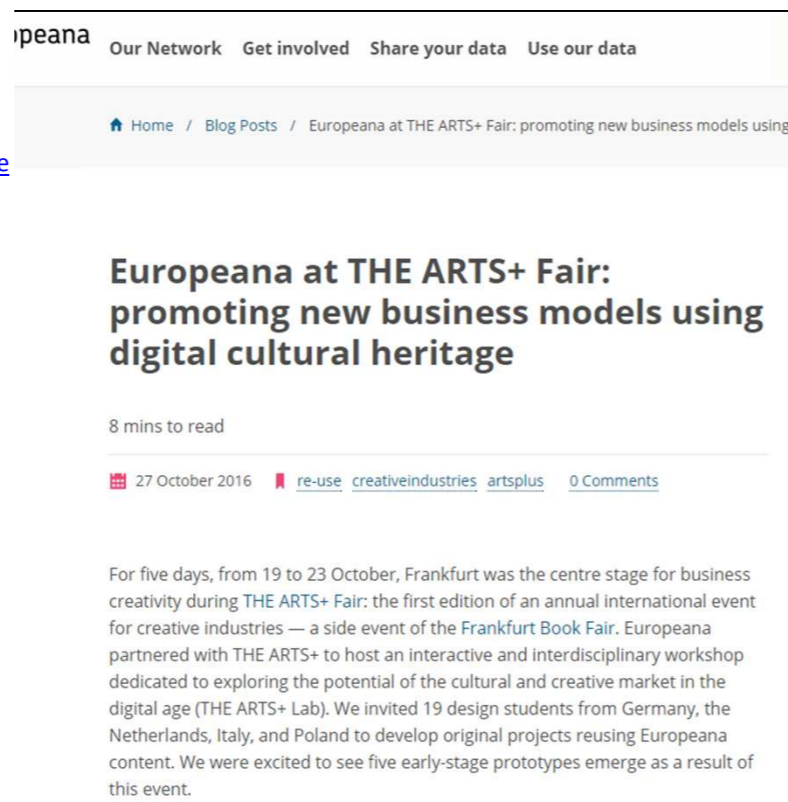 opeana
Our Network Get involved Share your data Use our data
Home / Blog Posts / Europeana at THE ARTS+ Fair: promoting new business models using
e
Europeana at THE ARTS+ Fair:
promoting new business models using
digital cultural heritage
8 mins to read
27 October 2016 re-use creativeindustries artsplus 0 Comments
For five days, from 19 to 23 October, Frankfurt was the centre stage for business
creativity during THE ARTS+ Fair: the first edition of an annual international event
for creative industries — a side event of the Frankfurt Book Fair. Europeana
partnered with THE ARTS+ to host an interactive and interdisciplinary workshop
dedicated to exploring the potential of the cultural and creative market in the
digital age (THE ARTS+ Lab). We invited 19 design students from Germany, the
Netherlands, Italy, and Poland to develop original projects reusing Europeana
content. We were excited to see five early-stage prototypes emerge as a result of
this event.